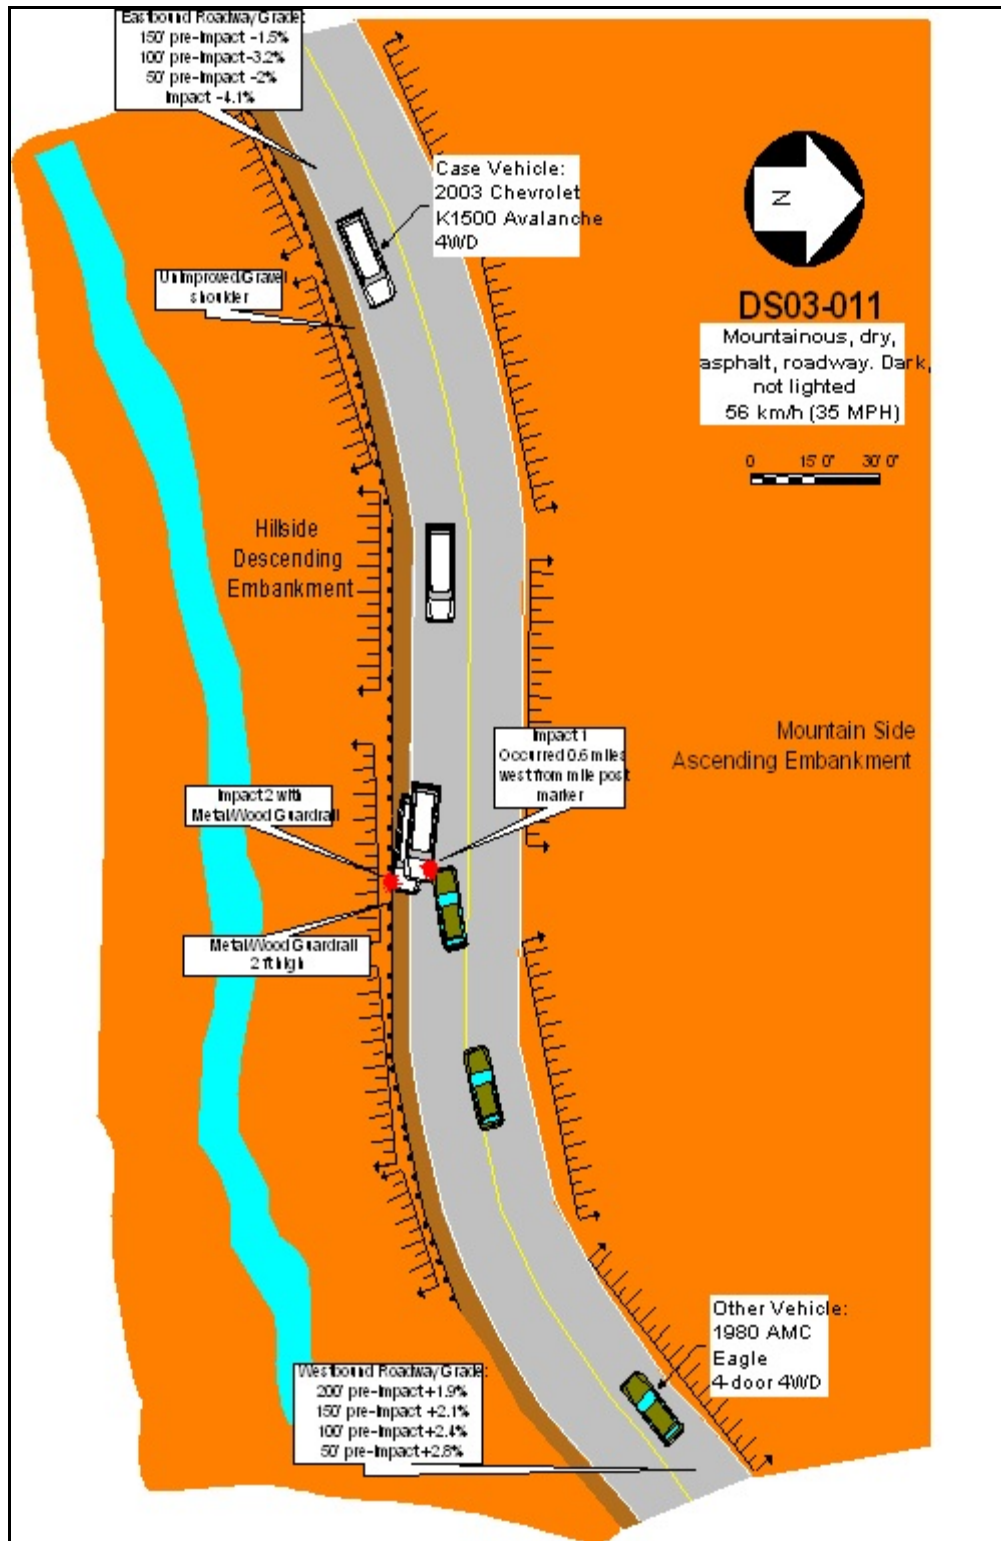 Eastbound Roadway Grade:
150' pre-Impact -1.5%
100' pre-Impact -3.2%
50' pre-Impact -2%
Impact -4.1%
Case Vehicle:
2003 Chevrolet
K1500 Avalanche
4WD
N
Unimproved/Gravel
shoulder
DS03-011
Mountainous, dry,
asphalt, roadway. Dark,
not lighted
56 km/h (35 MPH)
0 15'0" 30'0"
Hillside
Descending
Embankment
Impact 1
Occurred 0.6 miles
west from mile post
marker
Mountain Side
Ascending Embankment
Impact 2 with
Metal/Wood Guardrail
Metal/Wood Guardrail
2 ft high
Other Vehicle:
1980 AMC
Eagle
4-door 4WD
Westbound Roadway Grade:
200' pre-Impact +1.9%
150' pre-Impact +2.1%
100' pre-Impact +2.4%
50' pre-Impact +2.8%